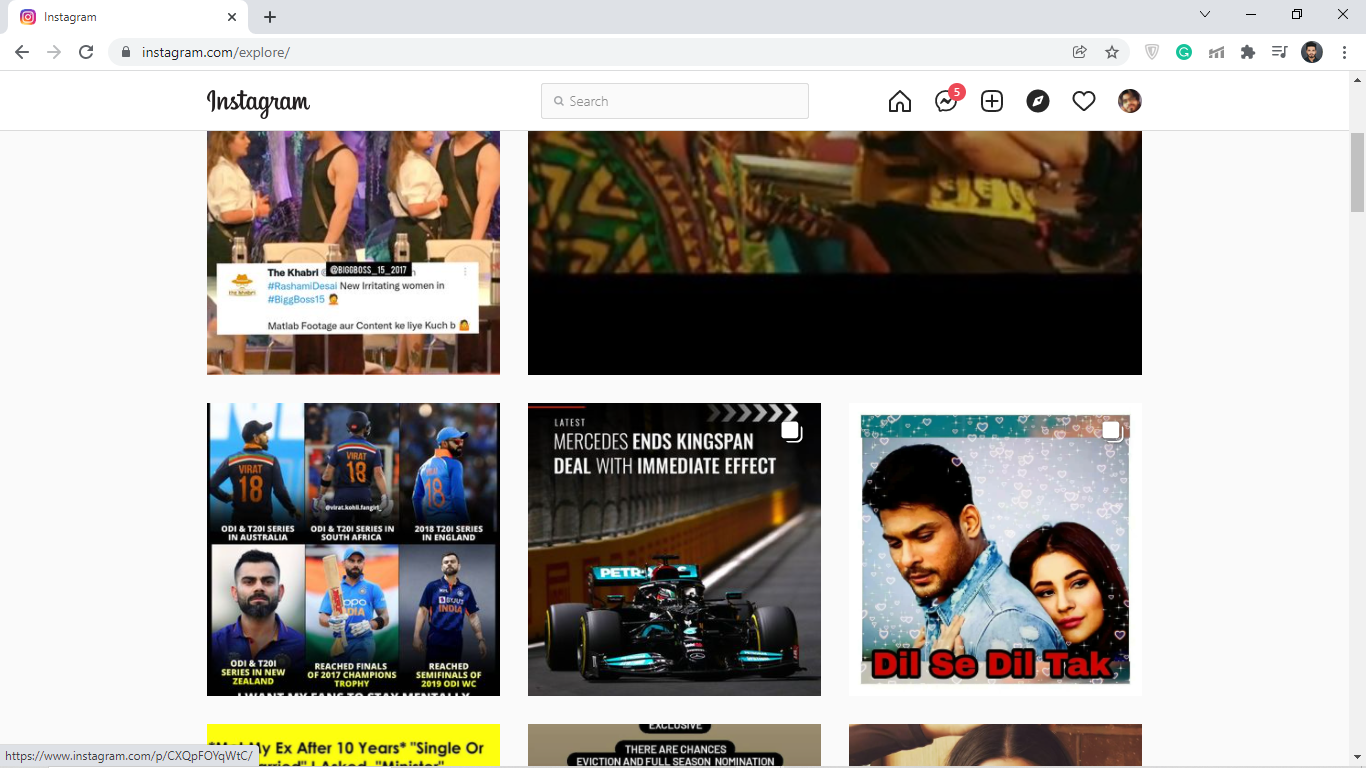 Instagram
instagram.com/explore/
Instagram
Search
5
The Khabri
@BIGGBOSS_15_2017
#RashamiDesai New Irritating women in
#BiggBoss15
Matlab Footage aur Content ke liye Kuch b
VIRAT
18
VIRAT
18
18
@virat.kohli.fangirl_
ODI & T20I SERIES
IN AUSTRALIA
ODI & T20I SERIES IN
SOUTH AFRICA
2018 T20I SERIES
IN ENGLAND
oppo
INDIA
BYJU'S
INDIA
ODI & T20I
SERIES IN NEW
ZEALAND
REACHED FINALS
OF 2017 CHAMPIONS
TROPHY
REACHED
SEMIFINALS OF
2019 ODI WC
I WANT MY FANS TO STAY MENTALLY
LATEST
MERCEDES ENDS KINGSPAN
DEAL WITH IMMEDIATE EFFECT
PETRONAS
Dil Se Dil Tak
My Ex After 10 Years* "Single Or
I Asked "Minister"
EXCLUSIVE
THERE ARE CHANCES
EVICTION AND FULL SEASON NOMINATION
https://www.instagram.com/p/CXQpFOYqWtC/